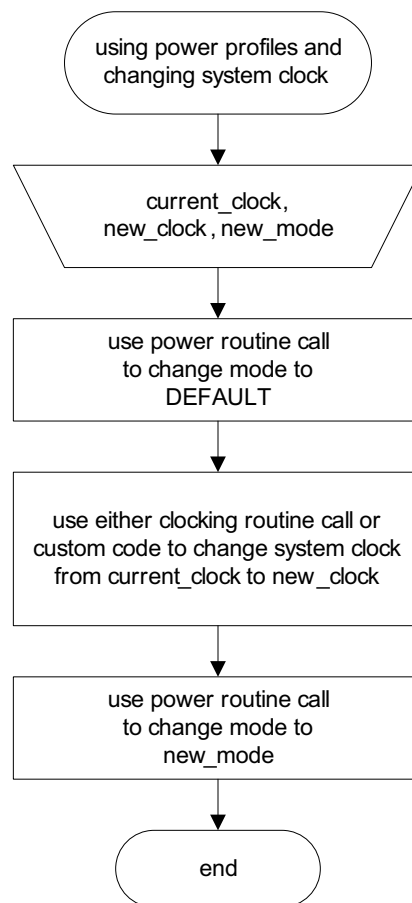 using power profiles and
changing system clock
current_clock,
new_clock, new_mode
use power routine call
to change mode to
DEFAULT
use either clocking routine call or
custom code to change system clock
from current_clock to new_clock
use power routine call
to change mode to
new_mode
end